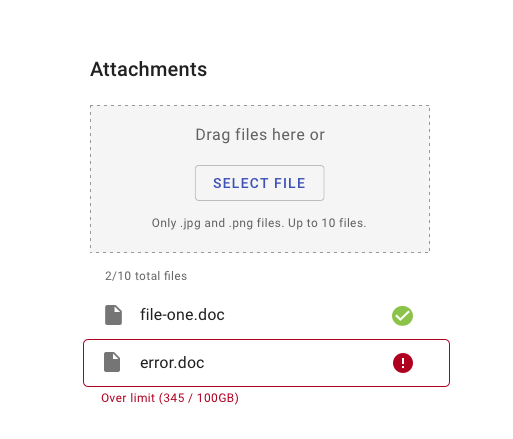 Attachments
Drag files here or
SELECT FILE
Only .jpg and .png files. Up to 10 files.
2/10 total files
file-one.doc
error.doc
Over limit (345 / 100GB)